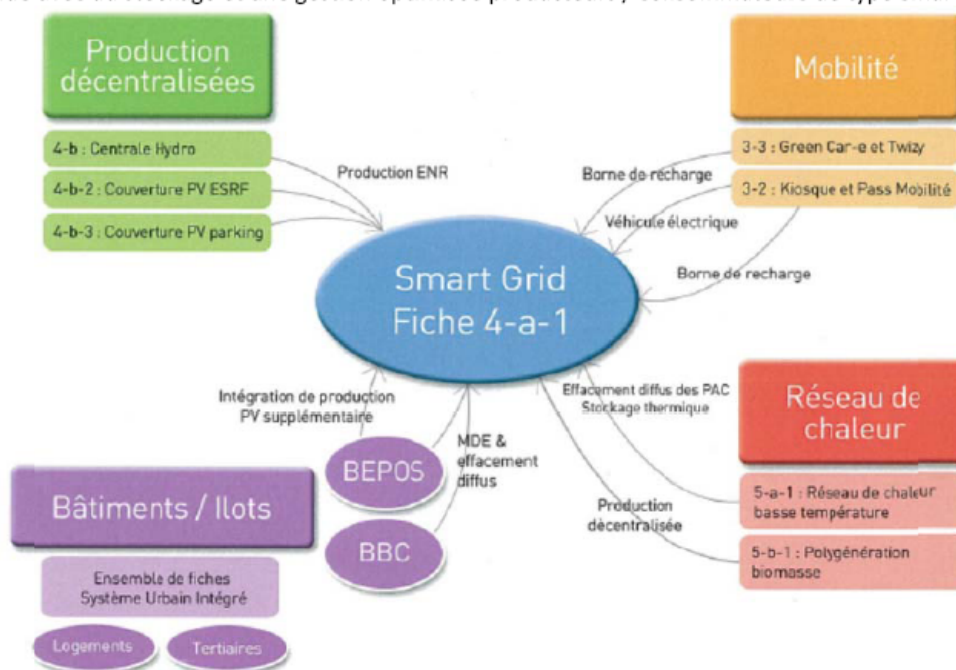 Production
décentralisées
4-b : Centrale Hydro
4-b-2 : Couverture PV ESRF
4-b-3 : Couverture PV parking
Production ENR
Mobilité
3-3 : Green Car-e et Twizy
3-2 : Kiosque et Pass Mobilité
Borne de recharge
Véhicule électrique
Borne de recharge
Smart Grid
Fiche 4-a-1
Intégration de production
PV supplémentaire
BEPOS
BBC
MDE &
effacement
diffus
Effacement diffus des PAC
Stockage thermique
Production
dècentralisée
Réseau de
chaleur
5-a-1 : Réseau de chaleur
basse température
5-b-1 : Polygénération
biomasse
Bâtiments / Ilots
Ensemble de fiches
Système Urbain Intégré
Logements
Tertiaires